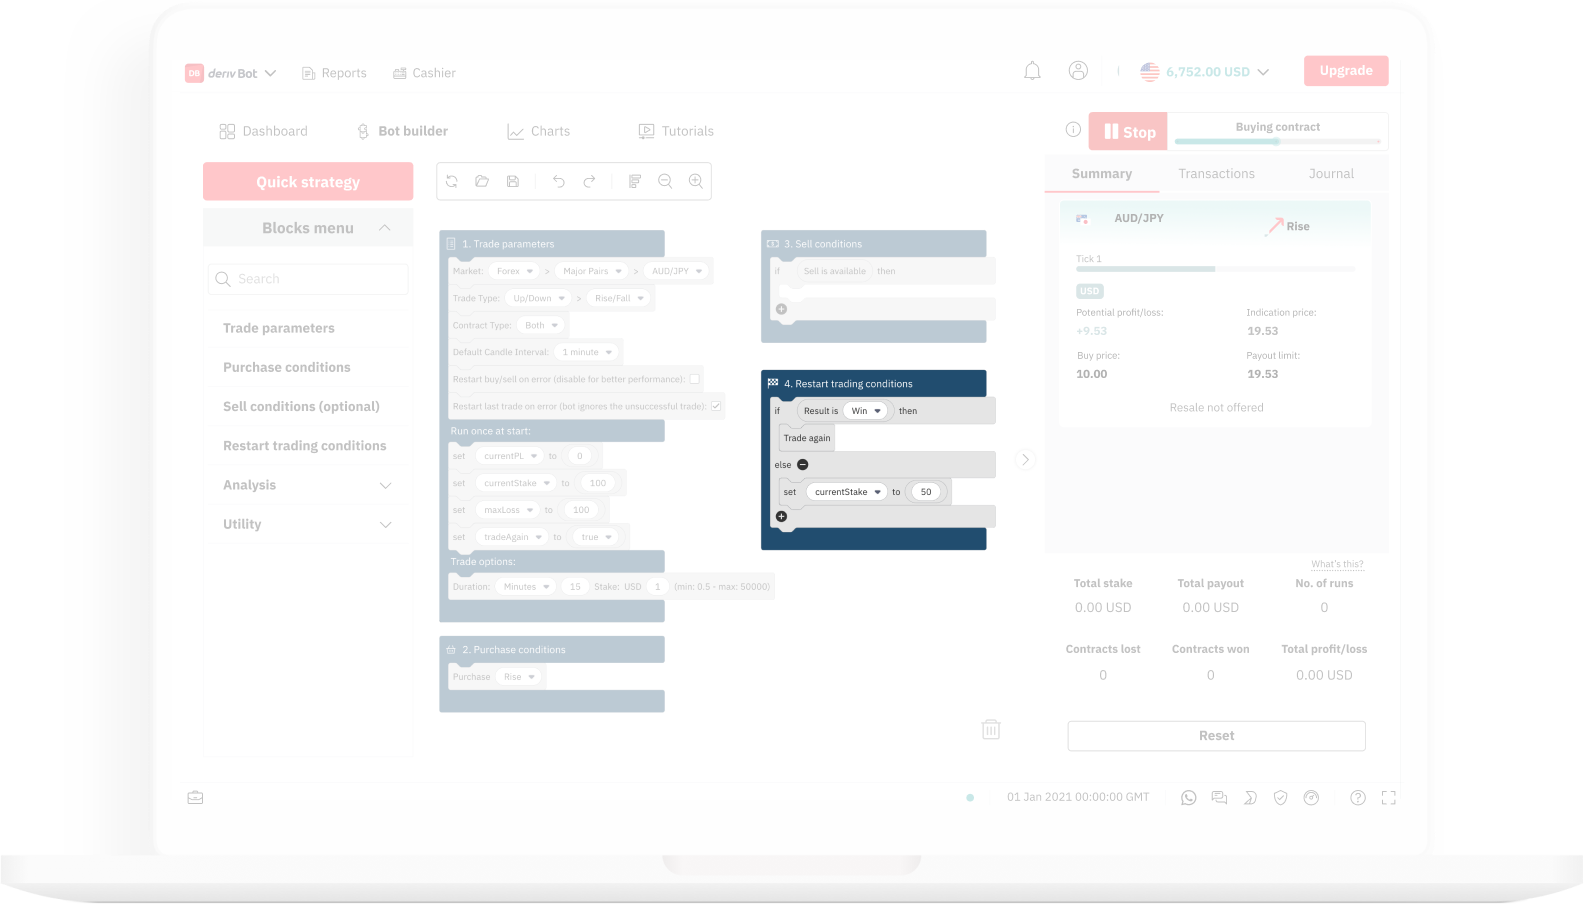 DB deriv Bot
Reports
Cashier
6,752.00 USD
Upgrade
Dashboard
Bot builder
Charts
Tutorials
Stop
Buying contract
Quick strategy
Blocks menu
Search
Trade parameters
Purchase conditions
Sell conditions (optional)
Restart trading conditions
Analysis
Utility
1. Trade parameters
Market: Forex > Major Pairs > AUD/JPY
Trade Type: Up/Down > Rise/Fall
Contract Type: Both
Default Candle Interval: 1 minute
Restart buy/sell on error (disable for better performance):
Restart last trade on error (bot ignores the unsuccessful trade):
Run once at start:
set currentPL to 0
set currentStake to 100
set maxLoss to 100
set tradeAgain to true
Trade options:
Duration: Minutes 15 Stake: USD 1 (min: 0.5 - max: 50000)
2. Purchase conditions
Purchase Rise
3. Sell conditions
if Sell is available then
4. Restart trading conditions
if Result is Win then
Trade again
else
set currentStake to 50
Summary Transactions Journal
AUD/JPY
Rise
Tick 1
USD
Potential profit/loss: Indication price:
+9.53 19.53
Buy price: Payout limit:
10.00 19.53
Resale not offered
What's this?
Total stake Total payout No. of runs
0.00 USD 0.00 USD 0
Contracts lost Contracts won Total profit/loss
0 0 0.00 USD
Reset
01 Jan 2021 00:00:00 GMT